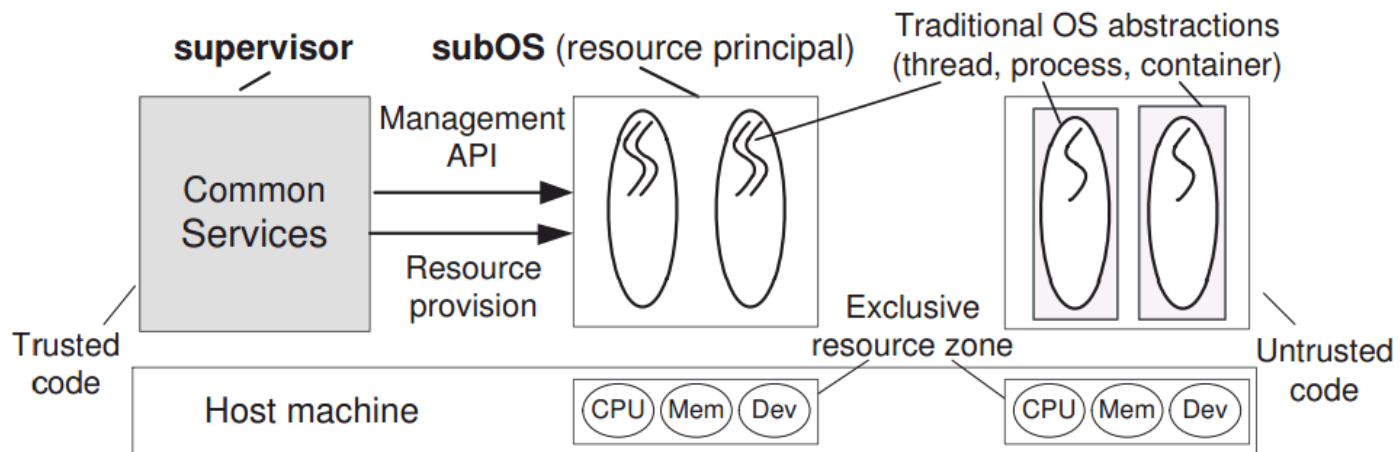 supervisor
subOS (resource principal)
Traditional OS abstractions
(thread, process, container)
Management
API
Common
Services
Resource
provision
Trusted
code
Exclusive
resource zone
Untrusted
code
Host machine
CPU Mem Dev
CPU Mem Dev